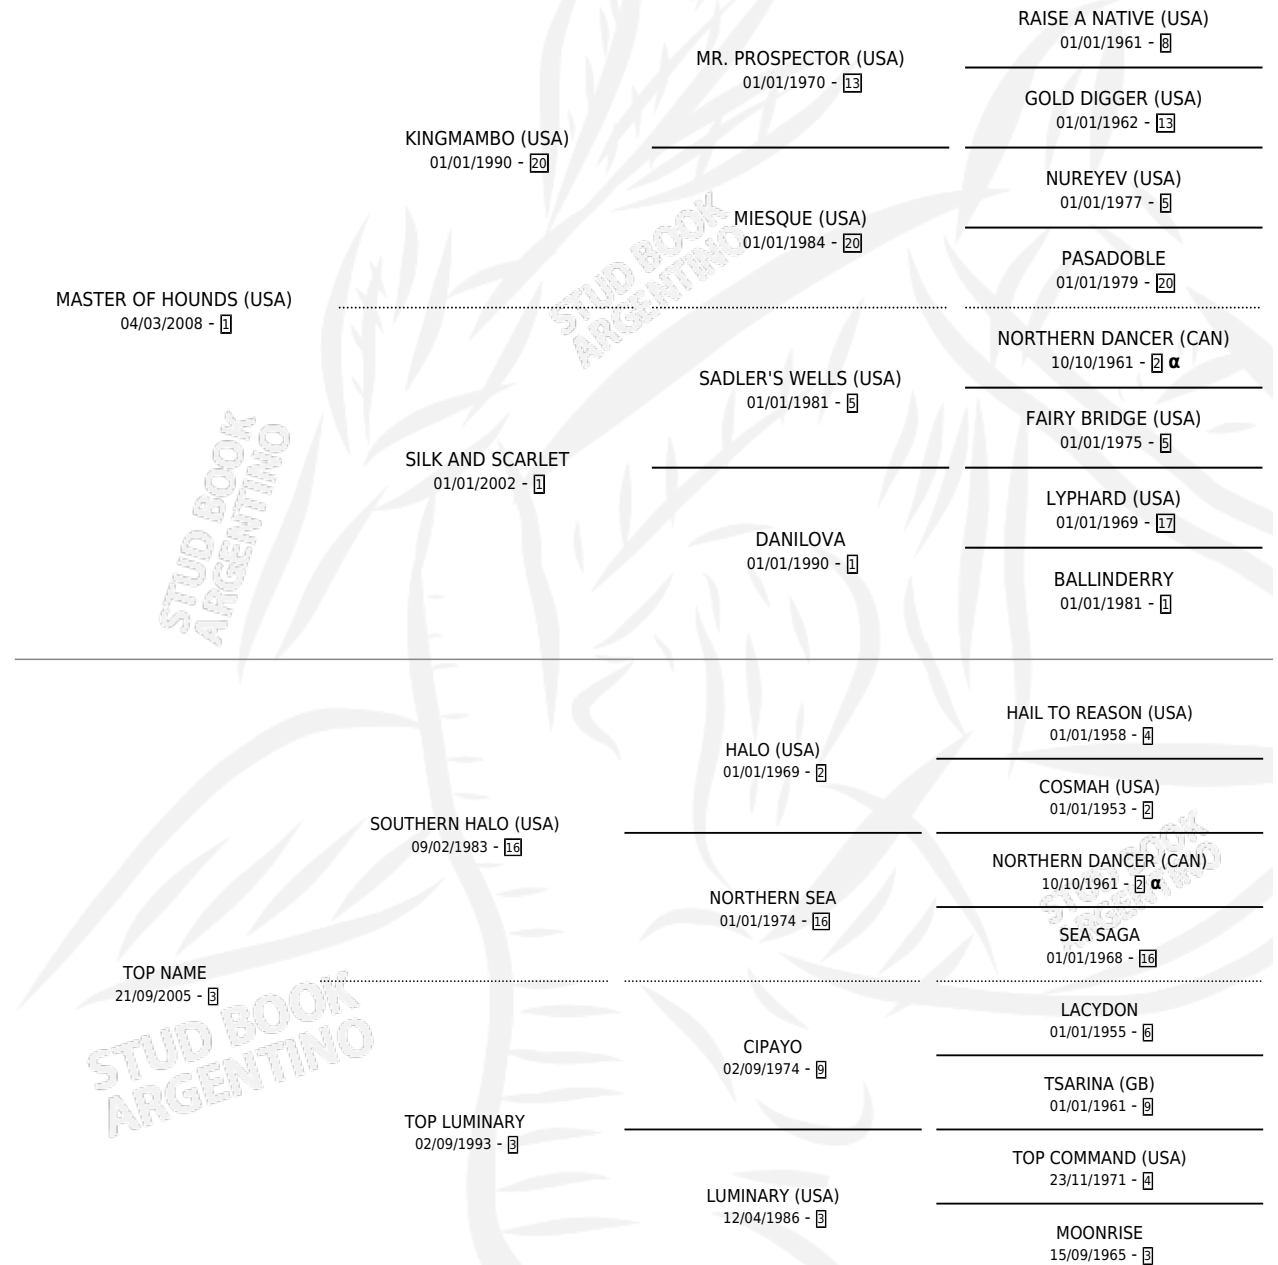 RAISE A NATIVE (USA)
01/01/1961 - 8
MR. PROSPECTOR (USA)
01/01/1970 - 13
GOLD DIGGER (USA)
01/01/1962 - 13
KINGMAMBO (USA)
01/01/1990 - 20
NUREYEV (USA)
01/01/1977 - 5
MIESQUE (USA)
01/01/1984 - 20
PASADOBLE
01/01/1979 - 20
MASTER OF HOUNDS (USA)
04/03/2008 - 1
NORTHERN DANCER (CAN)
10/10/1961 - 2 α
SADLER'S WELLS (USA)
01/01/1981 - 5
FAIRY BRIDGE (USA)
01/01/1975 - 5
SILK AND SCARLET
01/01/2002 - 1
LYPHARD (USA)
01/01/1969 - 17
DANILOVA
01/01/1990 - 1
BALLINDERRY
01/01/1981 - 1
HAIL TO REASON (USA)
01/01/1958 - 4
HALO (USA)
01/01/1969 - 2
COSMAH (USA)
01/01/1953 - 2
SOUTHERN HALO (USA)
09/02/1983 - 16
NORTHERN DANCER (CAN)
10/10/1961 - 2 α
NORTHERN SEA
01/01/1974 - 16
SEA SAGA
01/01/1968 - 16
TOP NAME
21/09/2005 - 3
LACYDON
01/01/1955 - 6
CIPAYO
02/09/1974 - 9
TSARINA (GB)
01/01/1961 - 9
TOP LUMINARY
02/09/1993 - 3
TOP COMMAND (USA)
23/11/1971 - 4
LUMINARY (USA)
12/04/1986 - 3
MOONRISE
15/09/1965 - 3
STUD BOOK
ARGENTINO
STUD BOOK
ARGENTINO
STUD BOOK
ARGENTINO
STUD BOOK
ARGENTINO